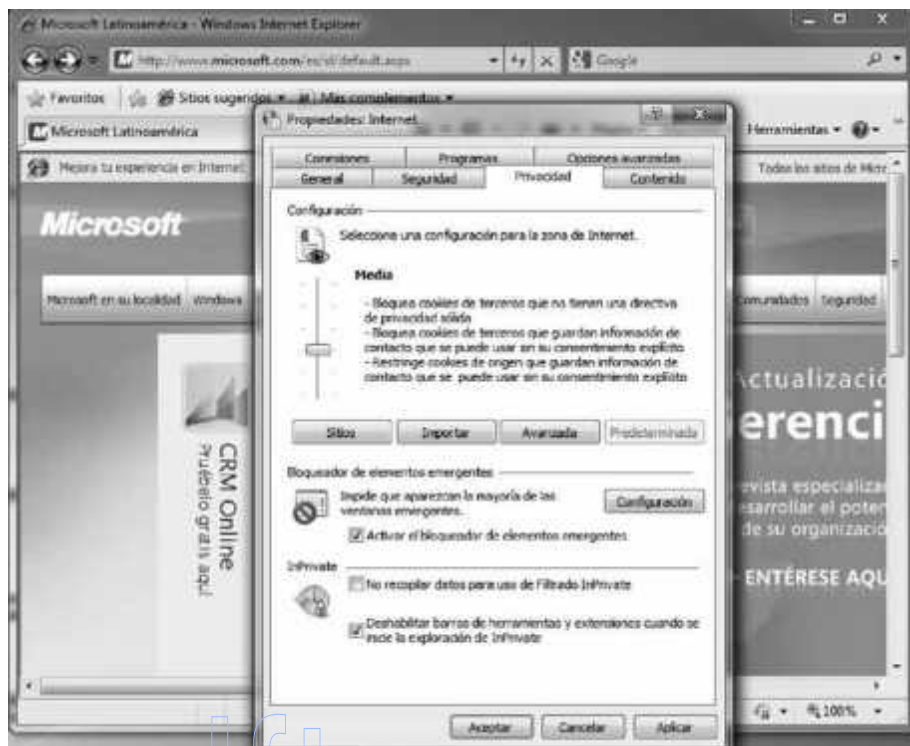 Microsoft Latinoamérica - Windows Internet Explorer
http://www.microsoft.com/es/xl/default.aspx
Google
Favoritos
Sitios sugeridos
Más complementos
Microsoft Latinoamérica
Herramientas
Mejora tu experiencia en Internet
Todos los sitios de Micr
Microsoft
Microsoft en su localidad
Windows
Comunidades
Seguridad
Propiedades: Internet
Conexiones
Programas
Opciones avanzadas
General
Seguridad
Privacidad
Contenido
Configuración
Seleccione una configuración para la zona de Internet.
Media
- Bloquea cookies de terceros que no tienen una directiva
de privacidad sólida
- Bloquea cookies de terceros que guardan información de
contacto que se puede usar sin su consentimiento explícito
- Restringe cookies de origen que guardan información de
contacto que se puede usar sin su consentimiento explícito
Sitios
Importar
Avanzada
Predeterminada
Bloqueador de elementos emergentes
Impide que aparezcan la mayoría de las
ventanas emergentes.
Configuración
Activar el bloqueador de elementos emergentes
InPrivate
No recopilar datos para uso de Filtrado InPrivate
Deshabilitar barras de herramientas y extensiones cuando se
inicie la exploración de InPrivate
Aceptar
Cancelar
Aplicar
CRM Online
Pruébelo gratis aquí
Actualizació
erenci
evista especializa
esarrollar el poten
de su organizació
ENTÉRESE AQU
100%